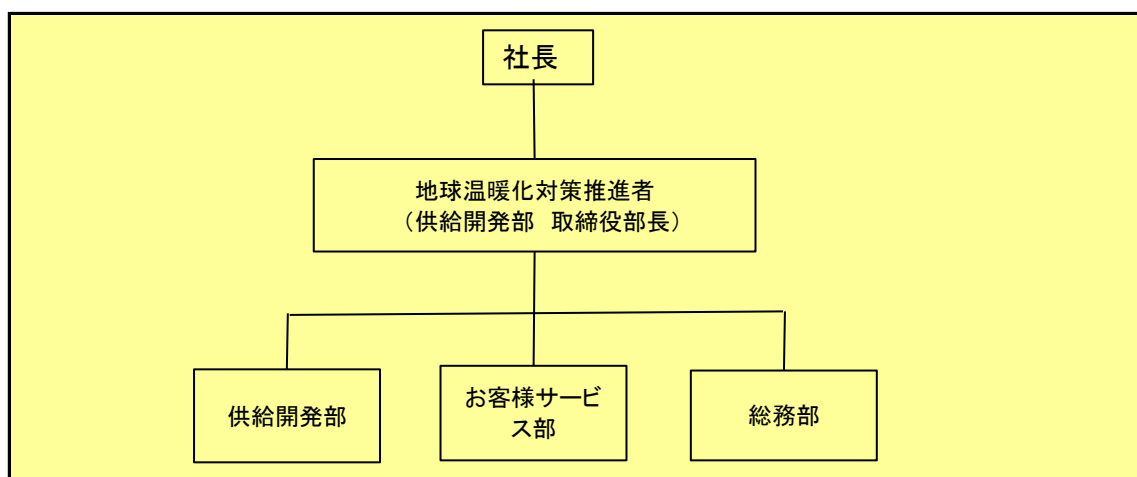 社長
地球温暖化対策推進者
（供給開発部　取締役部長）
供給開発部
お客様サービ
ス部
総務部